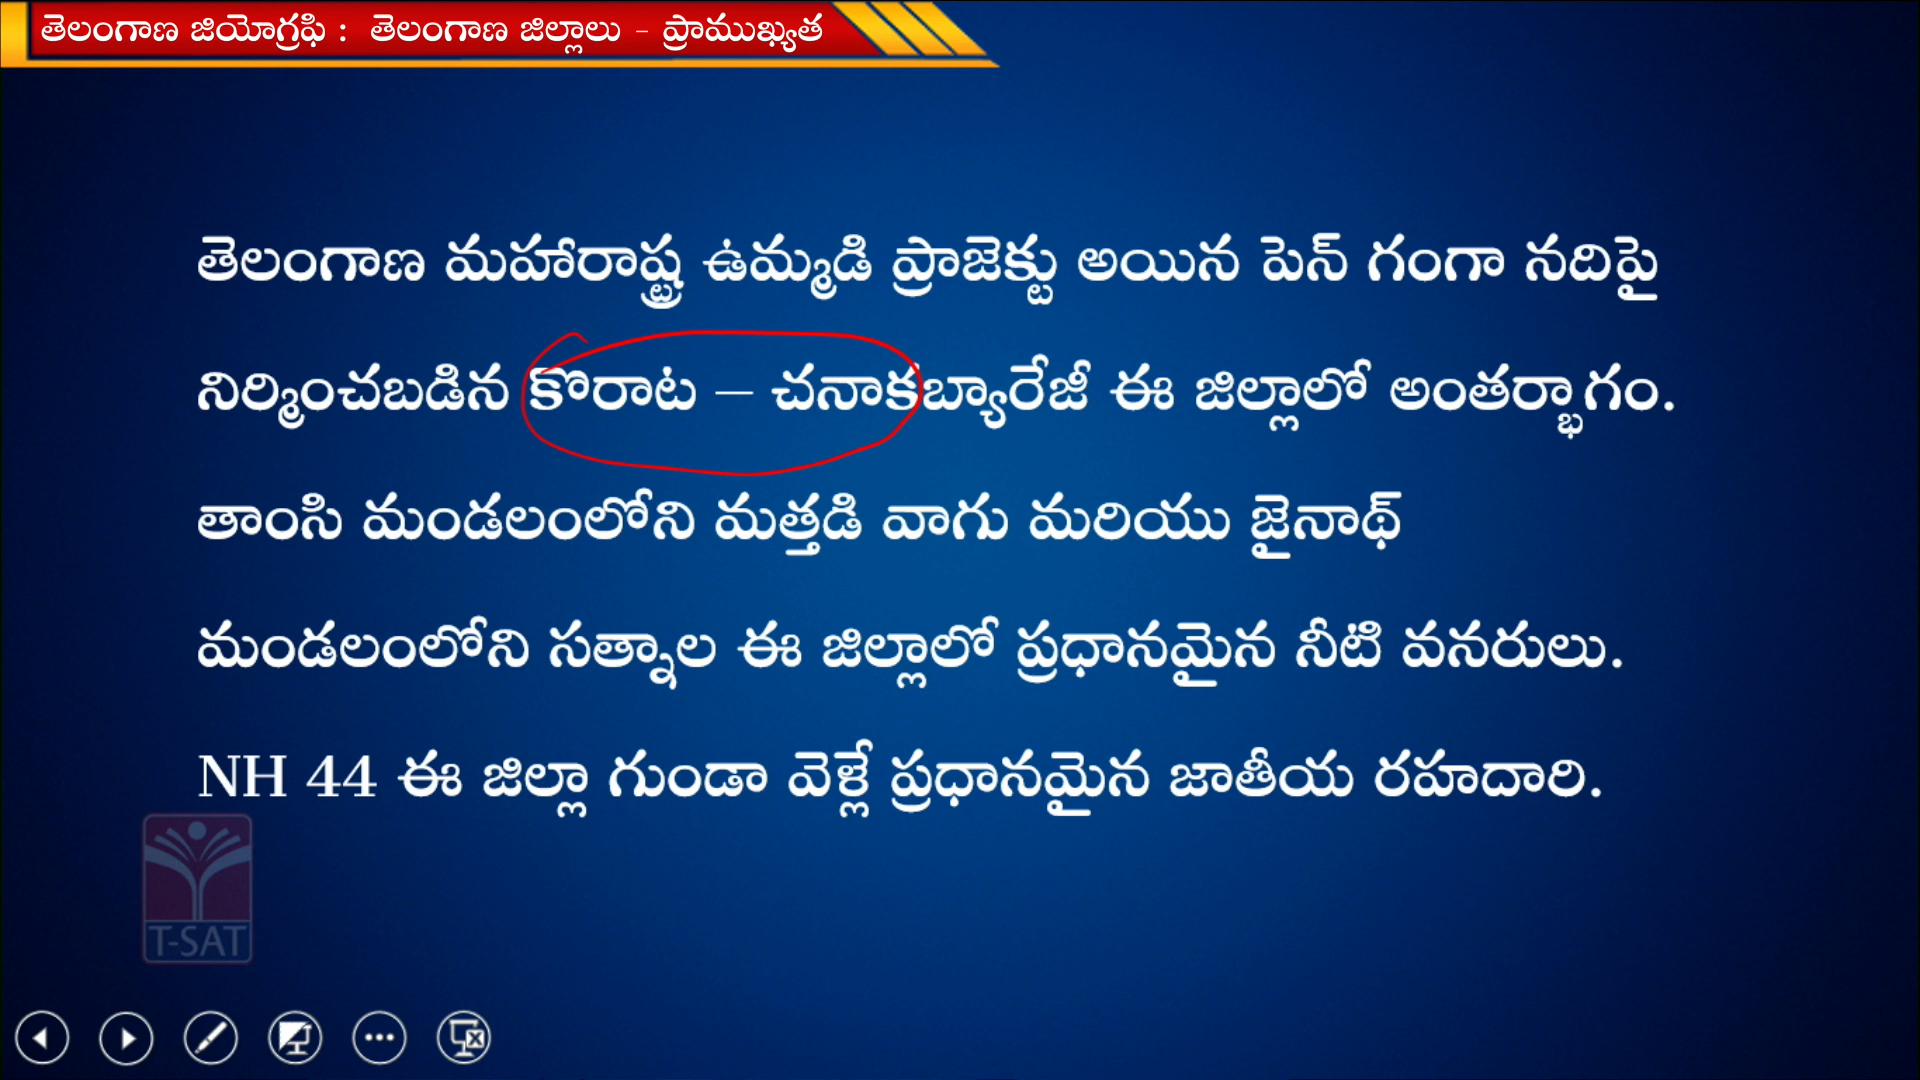 తెలంగాణ జియోగ్రఫి :  తెలంగాణ జిల్లాలు - ప్రాముఖ్యత
తెలంగాణ మహారాష్ట్ర ఉమ్మడి ప్రాజెక్టు అయిన పెన్ గంగా నదిపై
నిర్మించబడిన కొరాట – చనాకబ్యారేజీ ఈ జిల్లాలో అంతర్భాగం.
తాంసి మండలంలోని మత్తడి వాగు మరియు జైనాథ్
మండలంలోని సత్నాల ఈ జిల్లాలో ప్రధానమైన నీటి వనరులు.
NH 44 ఈ జిల్లా గుండా వెళ్లే ప్రధానమైన జాతీయ రహదారి.
T-SAT